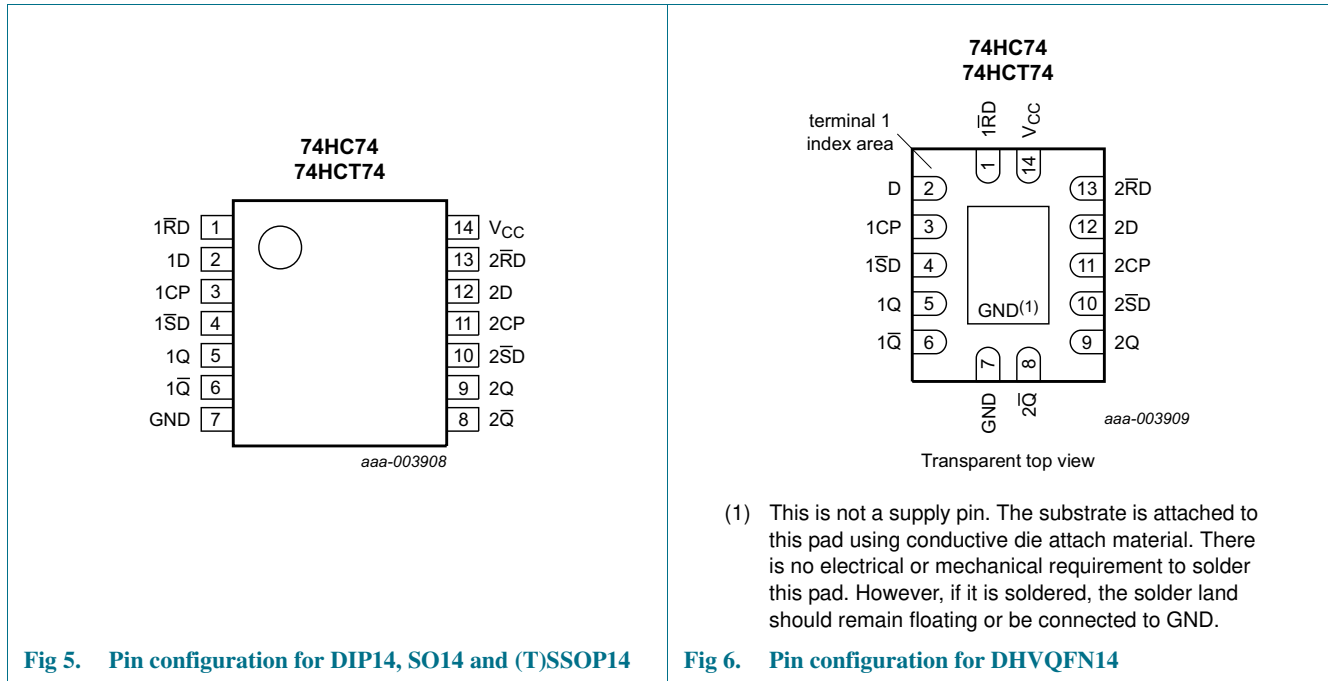 74HC74
74HCT74
1R̅D 1
1D 2
1CP 3
1S̅D 4
1Q 5
1Q̅ 6
GND 7
14 VCC
13 2R̅D
12 2D
11 2CP
10 2S̅D
9 2Q
8 2Q̅
aaa-003908
Fig 5. Pin configuration for DIP14, SO14 and (T)SSOP14
74HC74
74HCT74
terminal 1
index area
1R̅D
VCC
1
14
D 2
1CP 3
1S̅D 4
1Q 5
1Q̅ 6
13 2R̅D
12 2D
11 2CP
10 2S̅D
9 2Q
GND(1)
7
8
GND
2Q̅
aaa-003909
Transparent top view
(1) This is not a supply pin. The substrate is attached to
this pad using conductive die attach material. There
is no electrical or mechanical requirement to solder
this pad. However, if it is soldered, the solder land
should remain floating or be connected to GND.
Fig 6. Pin configuration for DHVQFN14